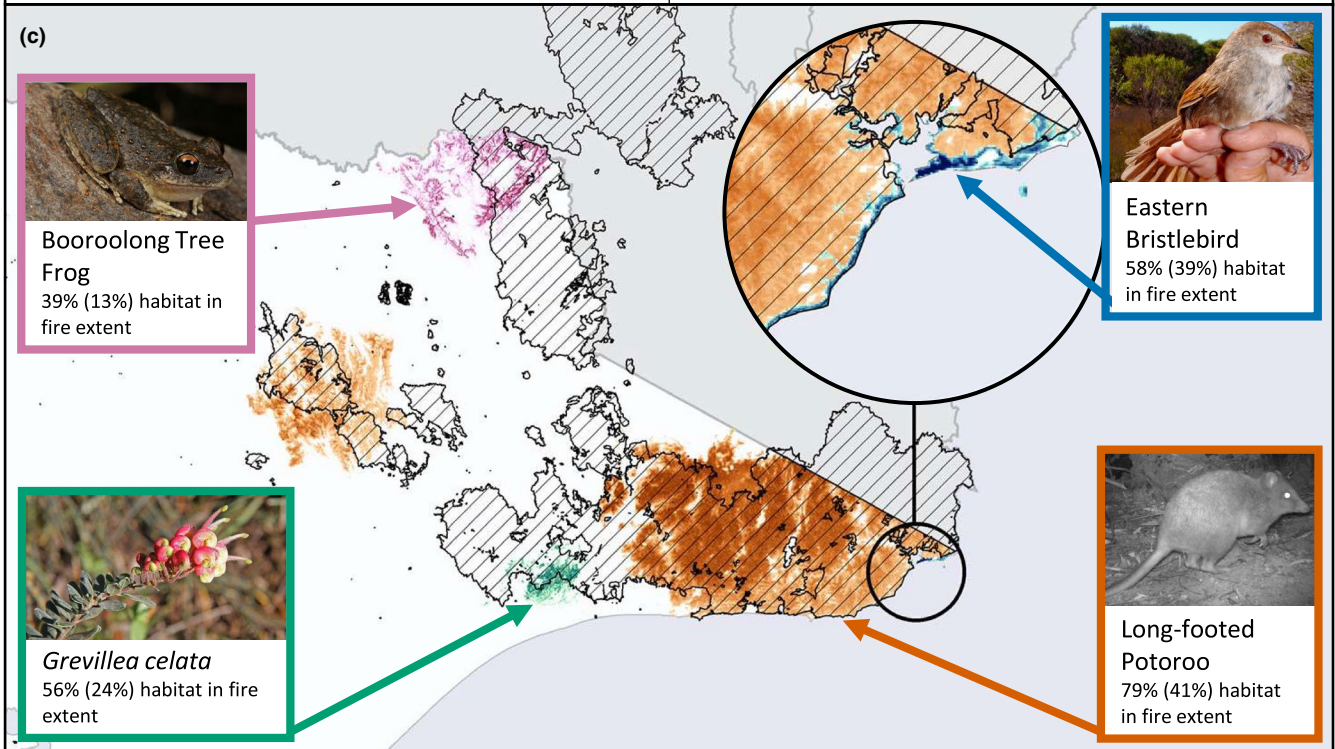 (c)
Booroolong Tree
Frog
39% (13%) habitat in
fire extent
Eastern
Bristlebird
58% (39%) habitat
in fire extent
Grevillea celata
56% (24%) habitat in fire
extent
Long-footed
Potoroo
79% (41%) habitat
in fire extent